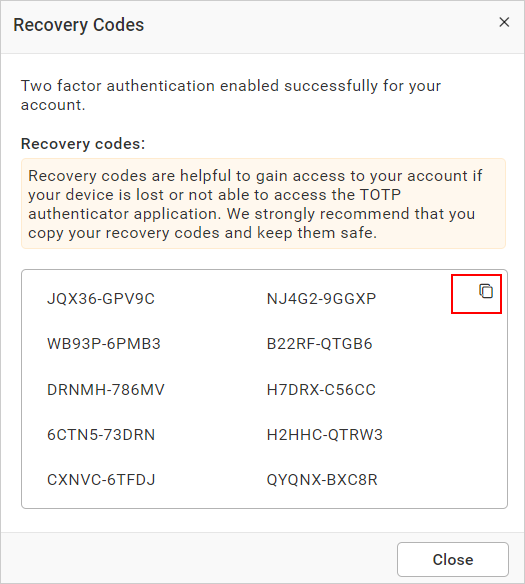 Recovery Codes
Two factor authentication enabled successfully for your
account.
Recovery codes:
Recovery codes are helpful to gain access to your account if
your device is lost or not able to access the TOTP
authenticator application. We strongly recommend that you
copy your recovery codes and keep them safe.
JQX36-GPV9C NJ4G2-9GGXP
WB93P-6PMB3 B22RF-QTGB6
DRNMH-786MV H7DRX-C56CC
6CTN5-73DRN H2HHC-QTRW3
CXNVC-6TFDJ QYQNX-BXC8R
Close